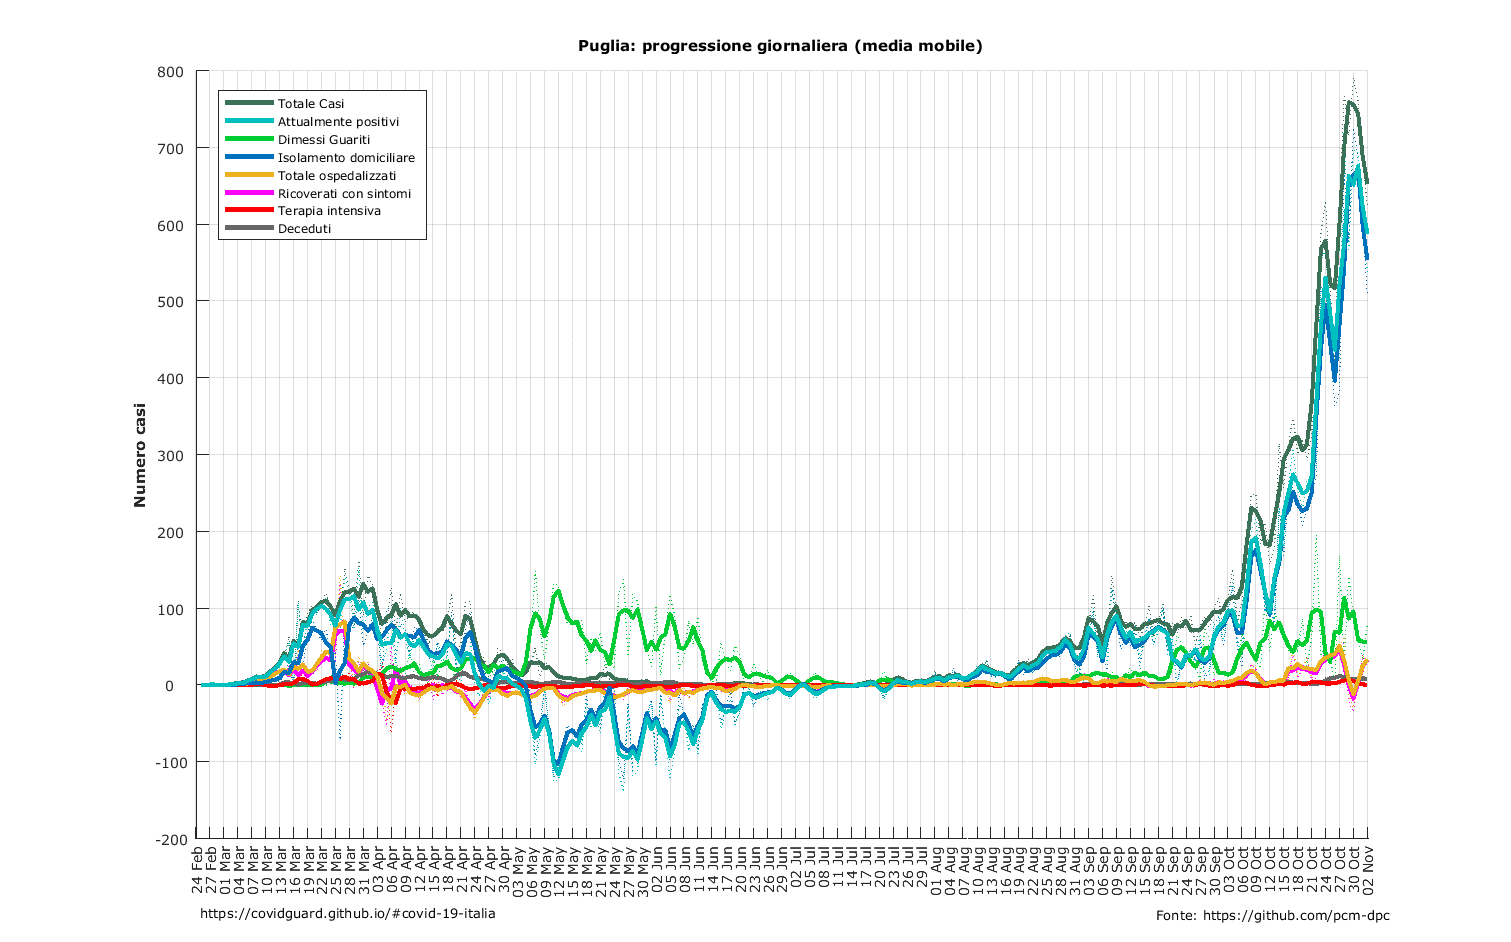 Puglia: progressione giornaliera (media mobile)
800
700
600
500
400
300
200
100
0
-100
-200
Numero casi
Totale Casi
Attualmente positivi
Dimessi Guariti
Isolamento domiciliare
Totale ospedalizzati
Ricoverati con sintomi
Terapia intensiva
Deceduti
24 Feb
27 Feb
01 Mar
04 Mar
07 Mar
10 Mar
13 Mar
16 Mar
19 Mar
22 Mar
25 Mar
28 Mar
31 Mar
03 Apr
06 Apr
09 Apr
12 Apr
15 Apr
18 Apr
21 Apr
24 Apr
27 Apr
30 Apr
03 May
06 May
09 May
12 May
15 May
18 May
21 May
24 May
27 May
30 May
02 Jun
05 Jun
08 Jun
11 Jun
14 Jun
17 Jun
20 Jun
23 Jun
26 Jun
29 Jun
02 Jul
05 Jul
08 Jul
11 Jul
14 Jul
17 Jul
20 Jul
23 Jul
26 Jul
29 Jul
01 Aug
04 Aug
07 Aug
10 Aug
13 Aug
16 Aug
19 Aug
22 Aug
25 Aug
28 Aug
31 Aug
03 Sep
06 Sep
09 Sep
12 Sep
15 Sep
18 Sep
21 Sep
24 Sep
27 Sep
30 Sep
03 Oct
06 Oct
09 Oct
12 Oct
15 Oct
18 Oct
21 Oct
24 Oct
27 Oct
30 Oct
02 Nov
https://covidguard.github.io/#covid-19-italia
Fonte: https://github.com/pcm-dpc